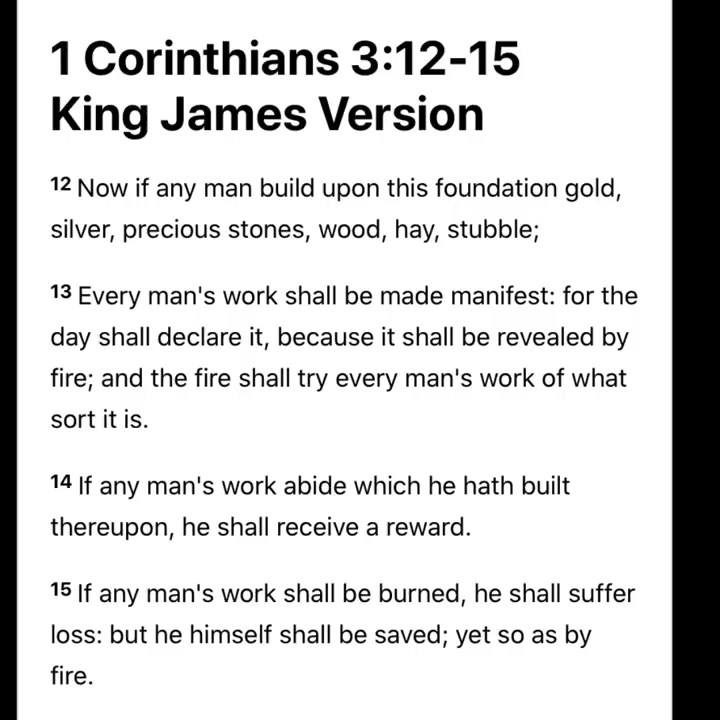 1 Corinthians 3:12-15
King James Version
12 Now if any man build upon this foundation gold,
silver, precious stones, wood, hay, stubble;
13 Every man's work shall be made manifest: for the
day shall declare it, because it shall be revealed by
fire; and the fire shall try every man's work of what
sort it is.
14 If any man's work abide which he hath built
thereupon, he shall receive a reward.
15 If any man's work shall be burned, he shall suffer
loss: but he himself shall be saved; yet so as by
fire.